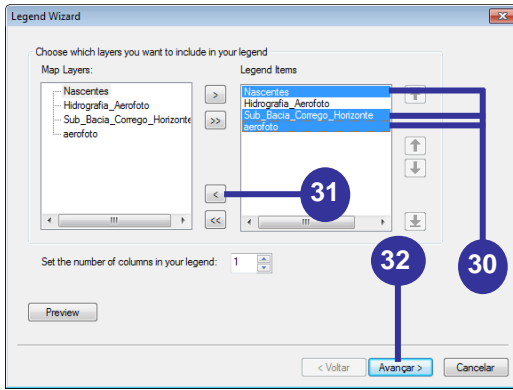 Legend Wizard
Choose which layers you want to include in your legend
Map Layers:
Legend Items
Nascentes
Hidrografia_Aerofoto
Sub_Bacia_Corrego_Horizonte
aerofoto
>
>>
<
<<
Nascentes
Hidrografia_Aerofoto
Sub_Bacia_Corrego_Horizonte
aerofoto
31
30
Set the number of columns in your legend:
1
32
Preview
< Voltar
Avançar >
Cancelar